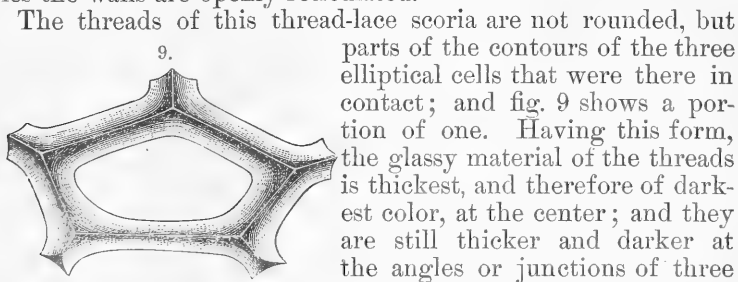 The threads of this thread-lace scoria are not rounded, but
9.
parts of the contours of the three
elliptical cells that were there in
contact; and fig. 9 shows a por-
tion of one. Having this form,
the glassy material of the threads
is thickest, and therefore of dark-
est color, at the center; and they
are still thicker and darker at
the angles or junctions of three